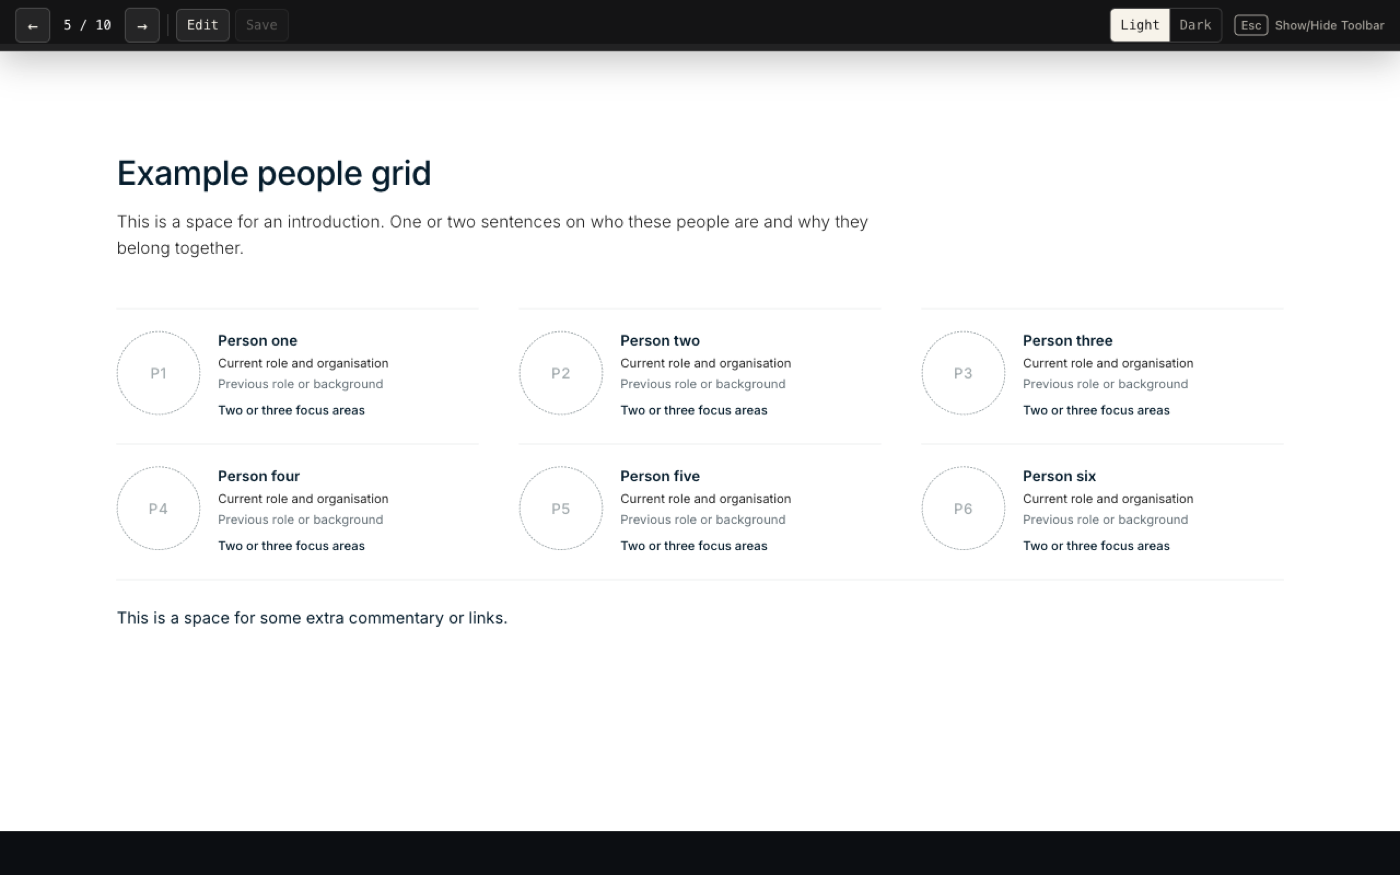 ← 5 / 10 → Edit Save Light Dark Esc Show/Hide Toolbar
Example people grid
This is a space for an introduction. One or two sentences on who these people are and why they
belong together.
P1
Person one
Current role and organisation
Previous role or background
Two or three focus areas
P2
Person two
Current role and organisation
Previous role or background
Two or three focus areas
P3
Person three
Current role and organisation
Previous role or background
Two or three focus areas
P4
Person four
Current role and organisation
Previous role or background
Two or three focus areas
P5
Person five
Current role and organisation
Previous role or background
Two or three focus areas
P6
Person six
Current role and organisation
Previous role or background
Two or three focus areas
This is a space for some extra commentary or links.